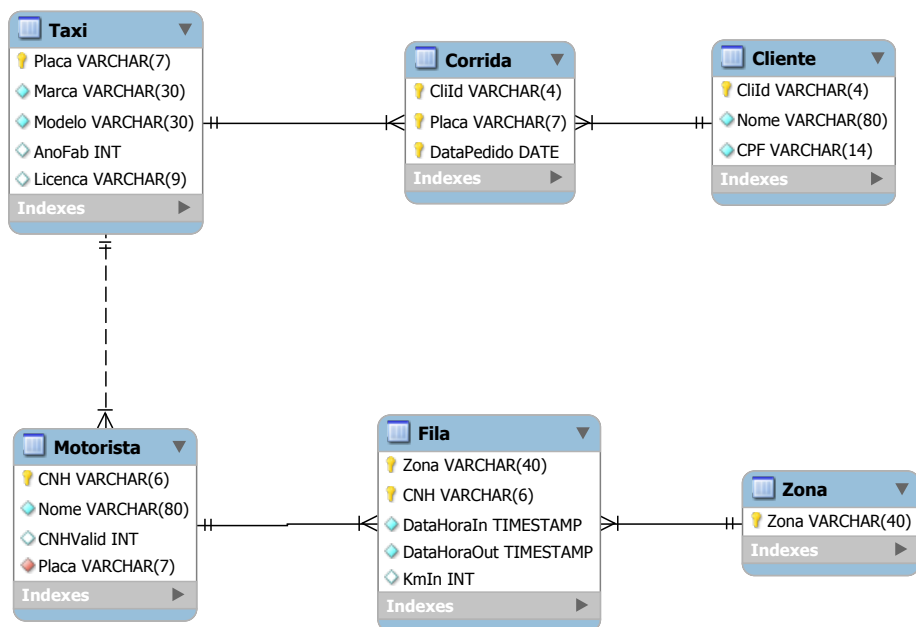 Taxi
Placa VARCHAR(7)
Marca VARCHAR(30)
Modelo VARCHAR(30)
AnoFab INT
Licenca VARCHAR(9)
Indexes
Corrida
CliId VARCHAR(4)
Placa VARCHAR(7)
DataPedido DATE
Indexes
Cliente
CliId VARCHAR(4)
Nome VARCHAR(80)
CPF VARCHAR(14)
Indexes
Motorista
CNH VARCHAR(6)
Nome VARCHAR(80)
CNHValid INT
Placa VARCHAR(7)
Indexes
Fila
Zona VARCHAR(40)
CNH VARCHAR(6)
DataHoraIn TIMESTAMP
DataHoraOut TIMESTAMP
KmIn INT
Indexes
Zona
Zona VARCHAR(40)
Indexes